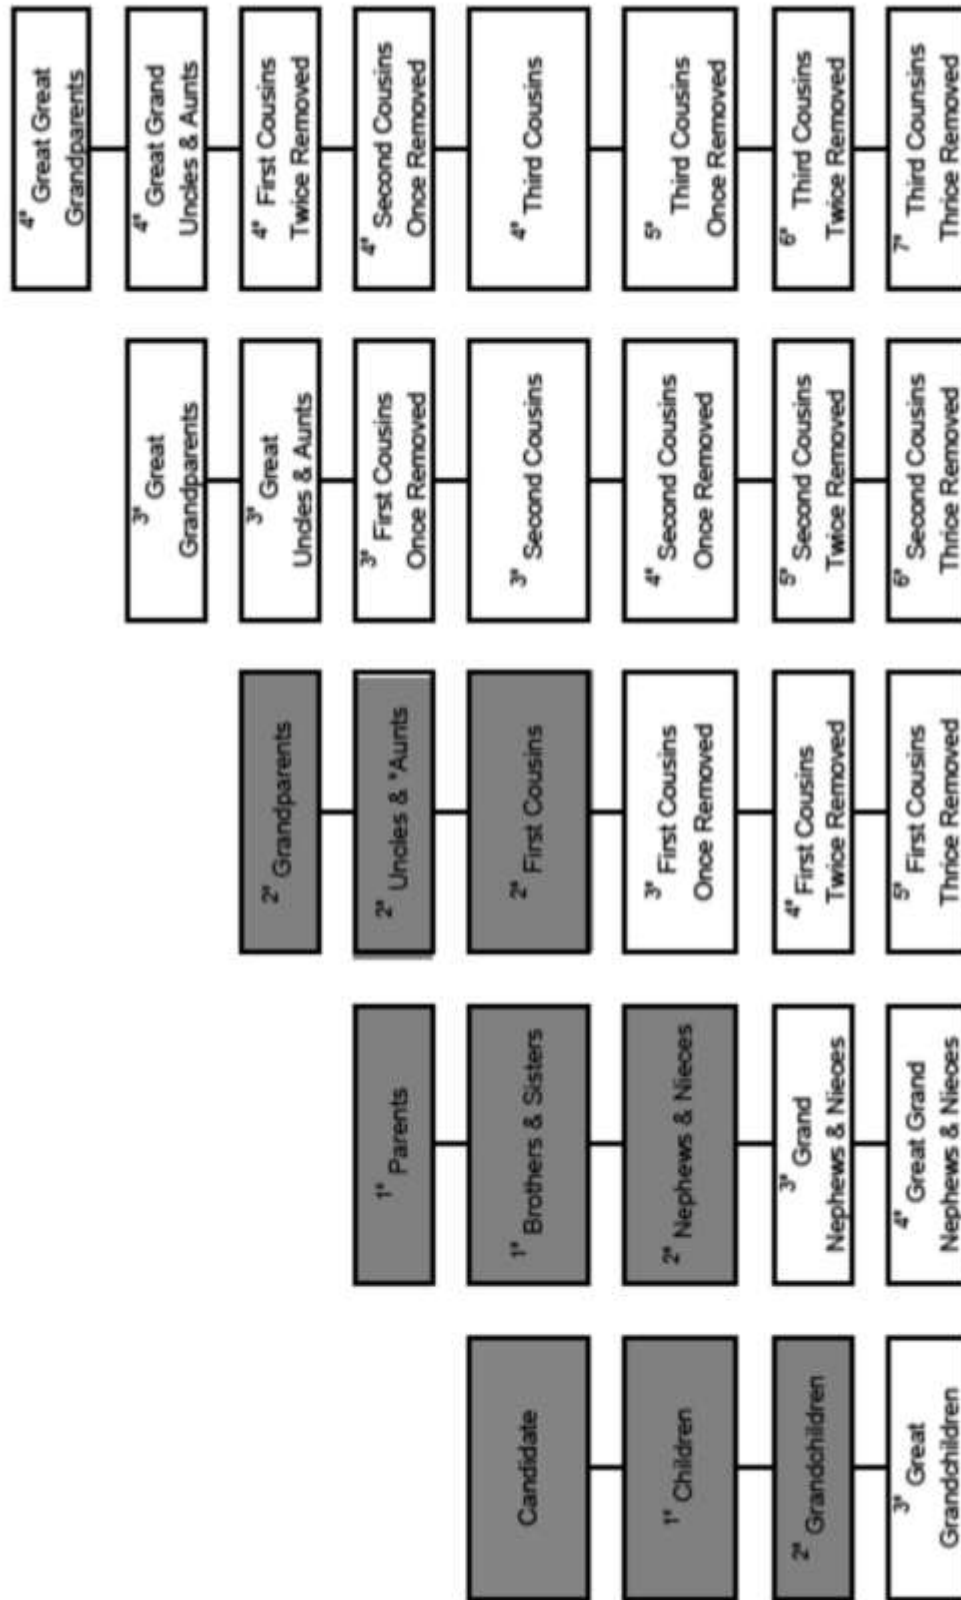 4° Great Great
Grandparents
3° Great
Grandparents
4° Great Grand
Uncles & Aunts
2° Grandparents
3° Great
Uncles & Aunts
4° First Cousins
Twice Removed
1° Parents
2° Uncles & "Aunts
3° First Cousins
Once Removed
4° Second Cousins
Once Removed
Candidate
1° Brothers & Sisters
2° First Cousins
3° Second Cousins
4° Third Cousins
1° Children
2° Nephews & Nieces
3° First Cousins
Once Removed
4° Second Cousins
Once Removed
5° Third Cousins
Once Removed
2° Grandchildren
3° Grand
Nephews & Nieces
4° First Cousins
Twice Removed
5° Second Cousins
Twice Removed
6° Third Cousins
Twice Removed
3° Great
Grandchildren
4° Great Grand
Nephews & Nieces
5° First Cousins
Thrice Removed
6° Second Cousins
Thrice Removed
7° Third Counsins
Thrice Removed